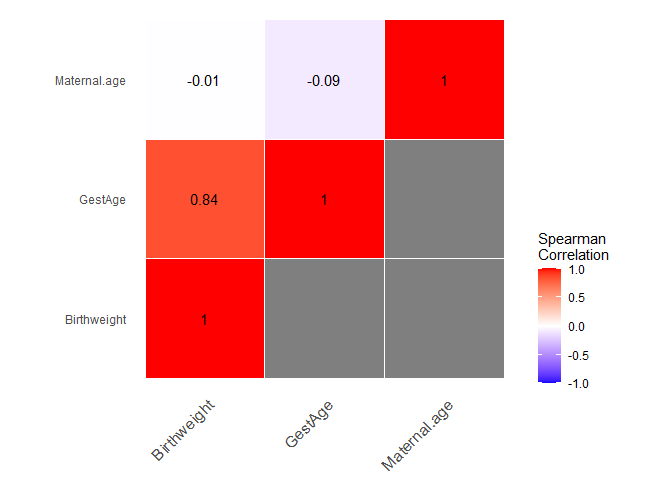 Maternal.age
-0.01
-0.09
1
GestAge
0.84
1
Birthweight
1
Spearman
Correlation
1.0
0.5
0.0
-0.5
-1.0
Birthweight
GestAge
Maternal.age